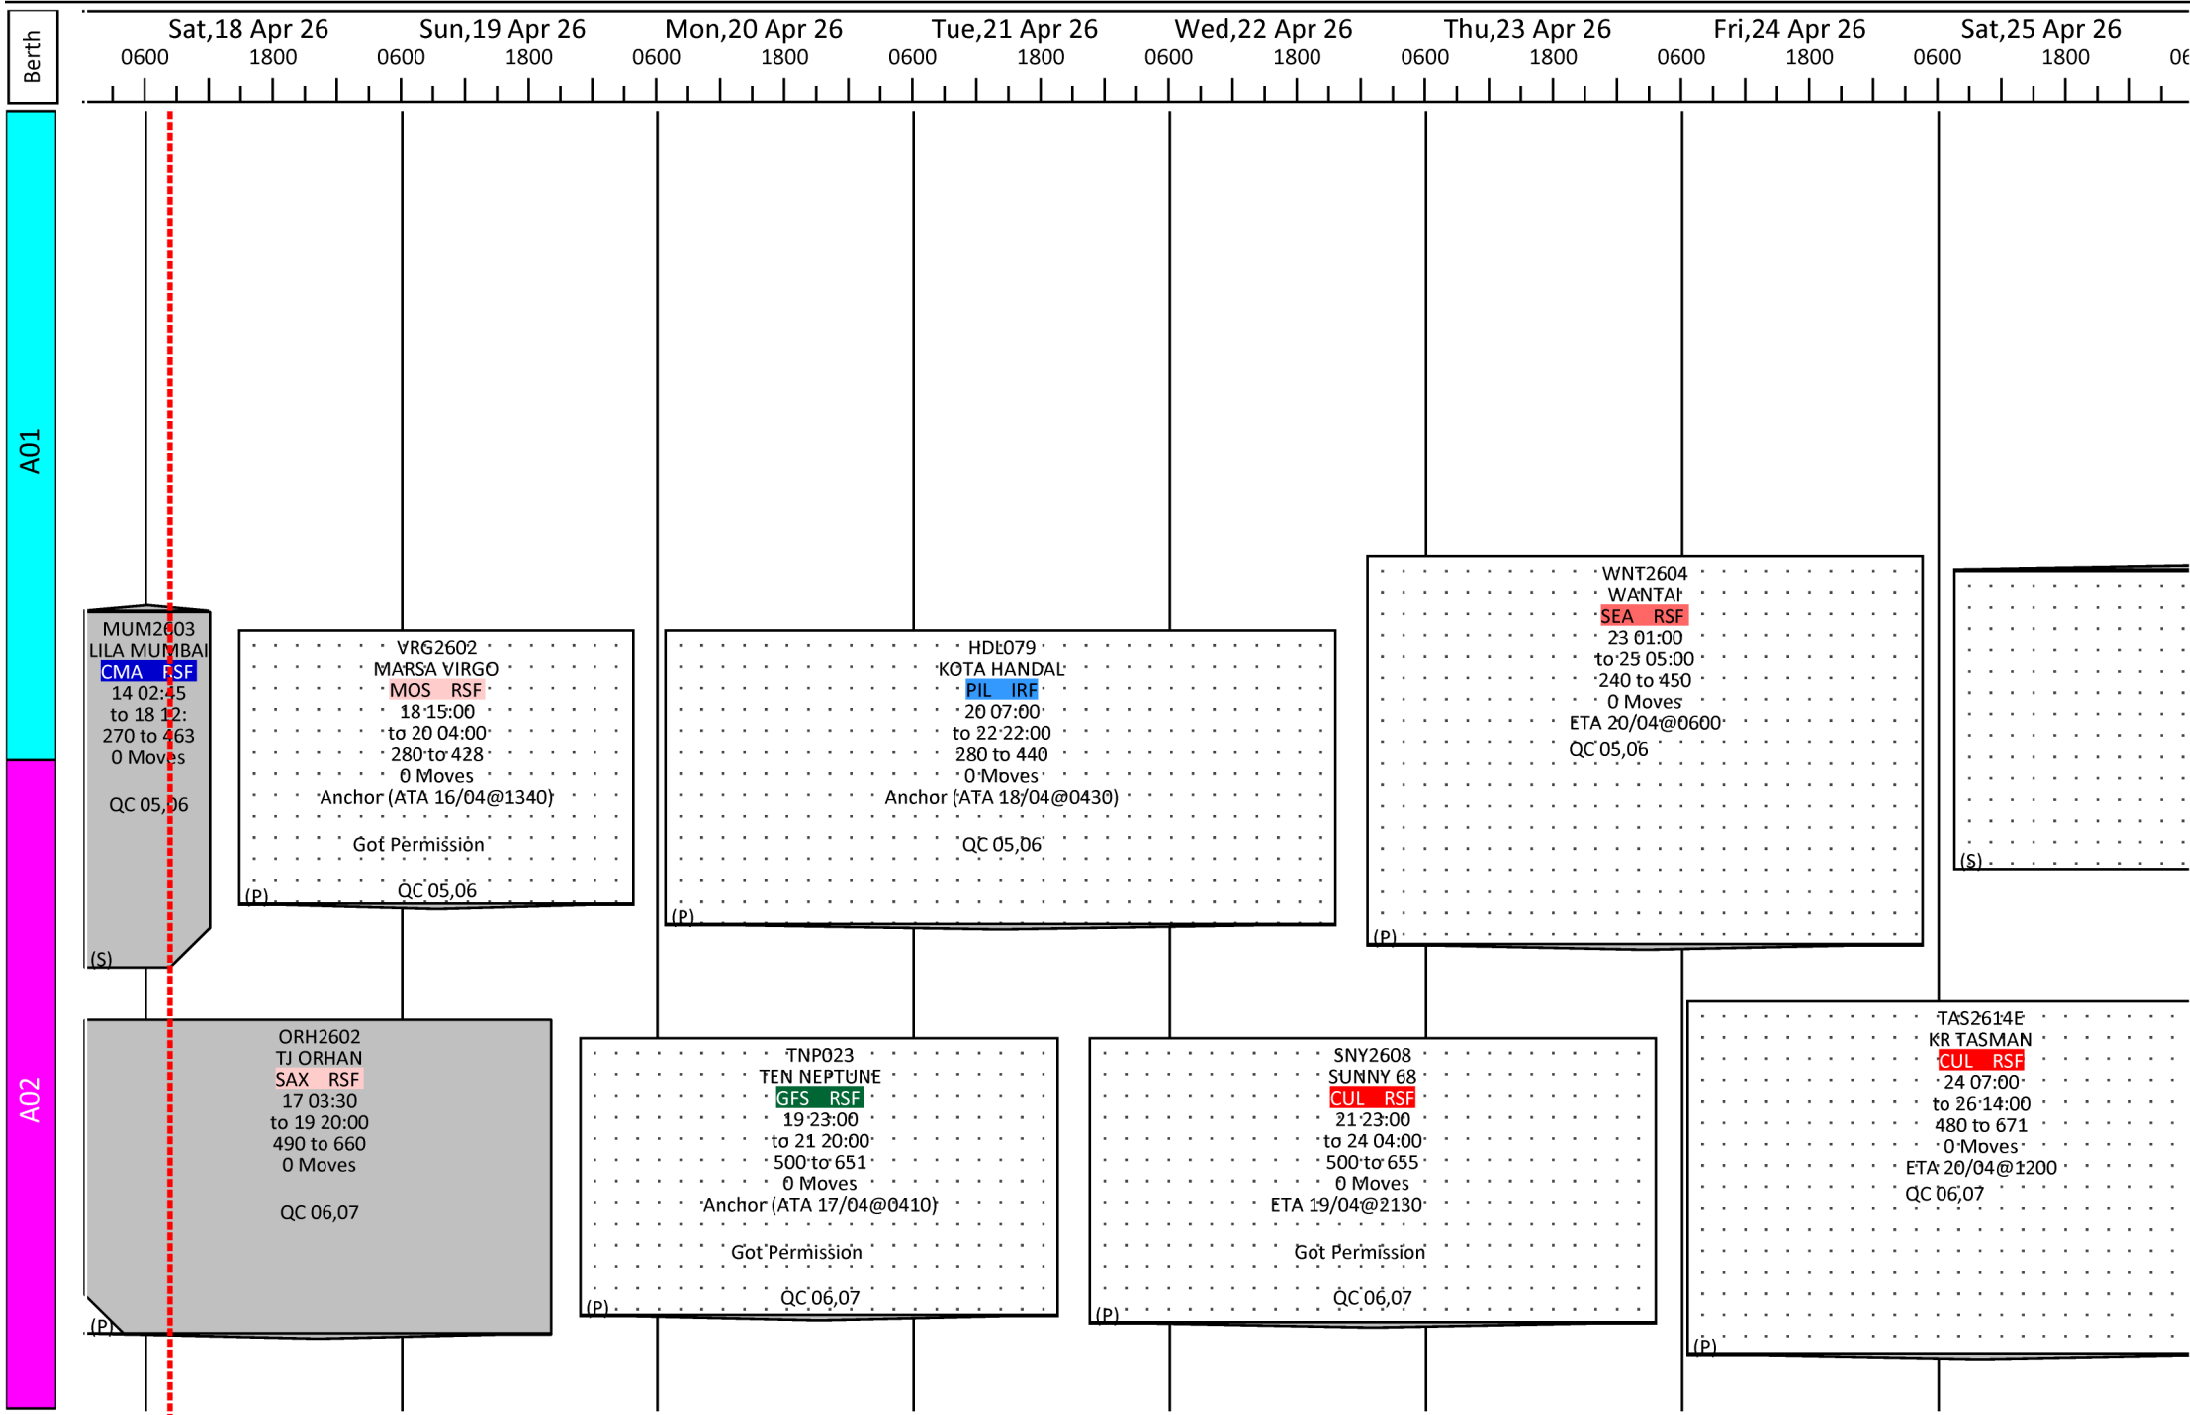 Berth
Sat,18 Apr 26
Sun,19 Apr 26
Mon,20 Apr 26
Tue,21 Apr 26
Wed,22 Apr 26
Thu,23 Apr 26
Fri,24 Apr 26
Sat,25 Apr 26
0600 1800 0600 1800 0600 1800 0600 1800 0600 1800 0600 1800 0600 1800 0600 1800 06
A01
MUM2603
LILA MUMBAI
CMA RSF
14 02:45
to 18 12:
270 to 463
0 Moves
QC 05,06
(S)
VRG2602
MARSA VIRGO
MOS RSF
18 15:00
to 20 04:00
280 to 428
0 Moves
Anchor (ATA 16/04@1340)
Got Permission
QC 05,06
(P)
HDL079
KOTA HANDAL
PIL IRF
20 07:00
to 22 22:00
280 to 440
0 Moves
Anchor (ATA 18/04@0430)
QC 05,06
(P)
WNT2604
WANTAI
SEA RSF
23 01:00
to 25 05:00
240 to 450
0 Moves
ETA 20/04@0600
QC 05,06
(P)
(S)
A02
ORH2602
TJ ORHAN
SAX RSF
17 03:30
to 19 20:00
490 to 660
0 Moves
QC 06,07
(P)
TNP023
TEN NEPTUNE
GFS RSF
19 23:00
to 21 20:00
500 to 651
0 Moves
Anchor (ATA 17/04@0410)
Got Permission
QC 06,07
(P)
SNY2608
SUNNY 68
CUL RSF
21 23:00
to 24 04:00
500 to 655
0 Moves
ETA 19/04@2130
Got Permission
QC 06,07
(P)
TAS2614E
KR TASMAN
CUL RSF
24 07:00
to 26 14:00
480 to 671
0 Moves
ETA 20/04@1200
QC 06,07
(P)